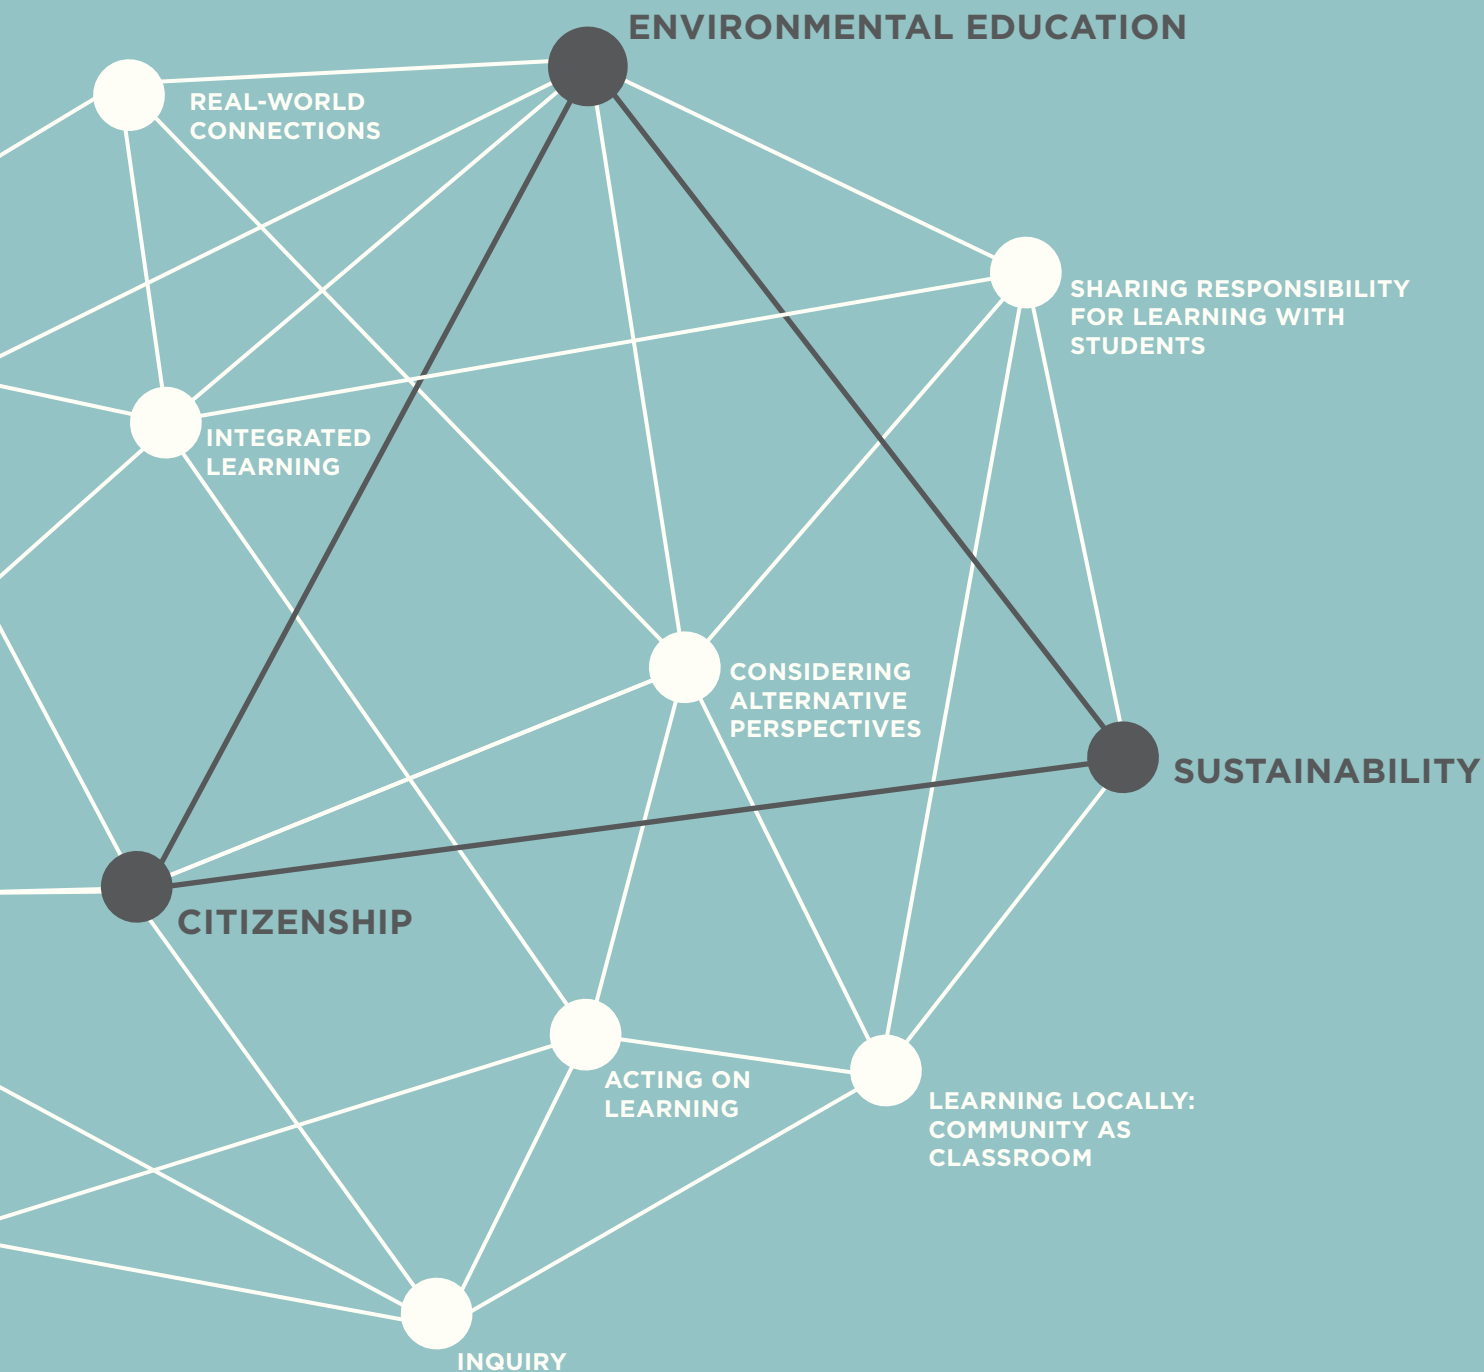 ENVIRONMENTAL EDUCATION
REAL-WORLD
CONNECTIONS
SHARING RESPONSIBILITY
FOR LEARNING WITH
STUDENTS
INTEGRATED
LEARNING
CONSIDERING
ALTERNATIVE
PERSPECTIVES
SUSTAINABILITY
CITIZENSHIP
ACTING ON
LEARNING
LEARNING LOCALLY:
COMMUNITY AS
CLASSROOM
INQUIRY